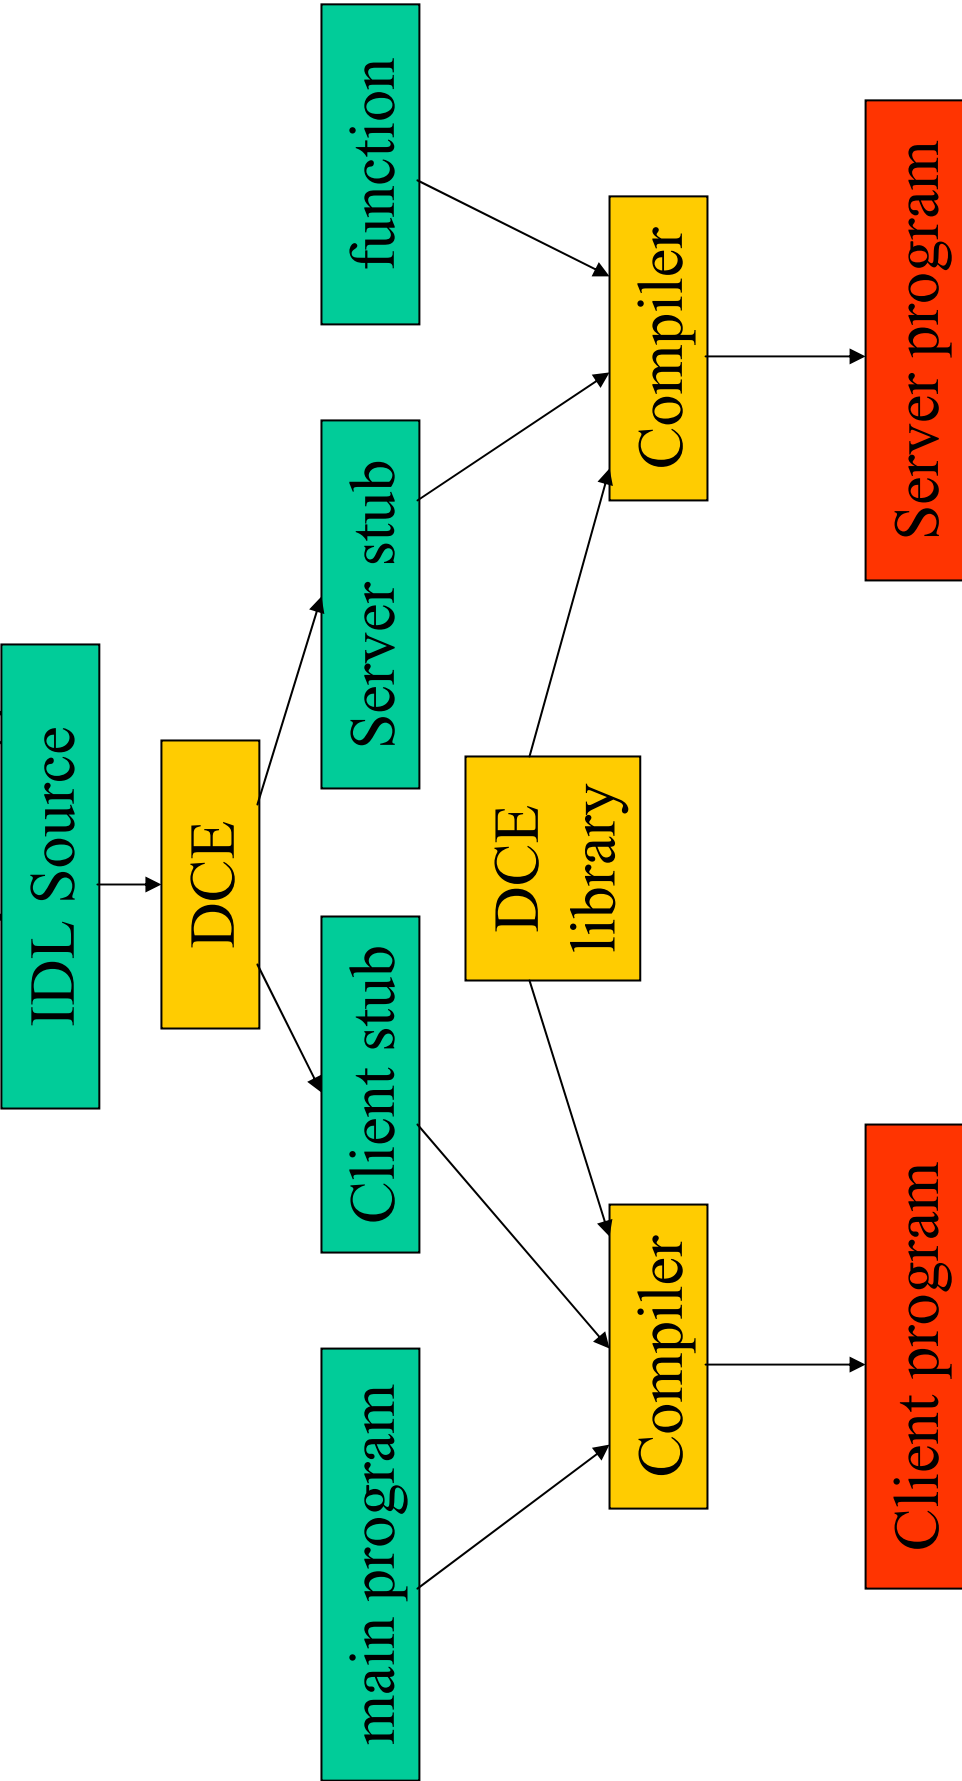 IDL Source
DCE
main program
Client stub
Server stub
function
DCE
library
Compiler
Compiler
Client program
Server program